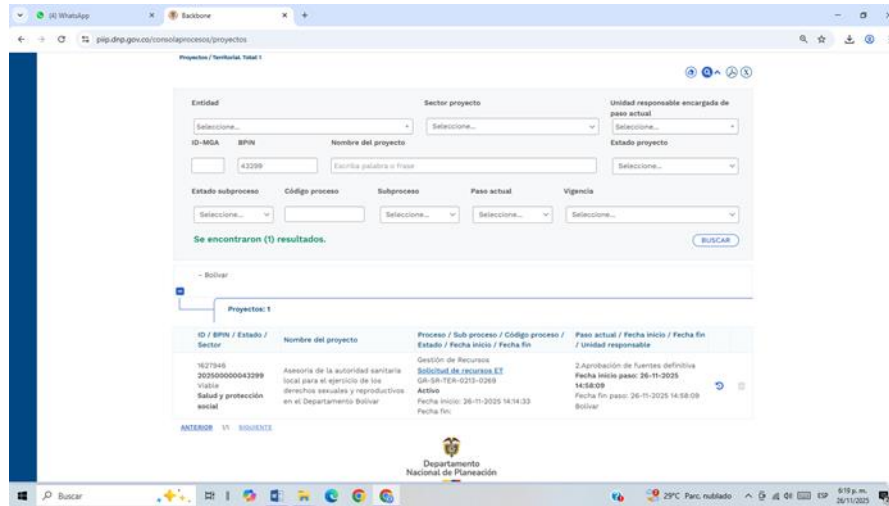 (4) WhatsApp
Backbone
piip.dnp.gov.co/consolaprocesos/proyectos
Proyectos / Territorial. Total 1
Entidad
Sector proyecto
Unidad responsable encargada de
paso actual
Seleccione...
Seleccione...
Seleccione...
ID-MGA
BPIN
Nombre del proyecto
Estado proyecto
43299
Escriba palabra o frase
Seleccione...
Estado subproceso
Código proceso
Subproceso
Paso actual
Vigencia
Seleccione...
Seleccione...
Seleccione...
Seleccione...
Se encontraron (1) resultados.
BUSCAR
- Bolívar
Proyectos: 1
ID / BPIN / Estado /
Sector
Nombre del proyecto
Proceso / Sub proceso / Código proceso /
Estado / Fecha inicio / Fecha fin
Paso actual / Fecha inicio / Fecha fin
/ Unidad responsable
1627946
202500000043299
Viable
Salud y protección
social
Asesoría de la autoridad sanitaria
local para el ejercicio de los
derechos sexuales y reproductivos
en el Departamento Bolívar
Gestión de Recursos
Solicitud de recursos ET
GR-SR-TER-0213-0269
Activo
Fecha inicio: 26-11-2025 14:14:33
Fecha fin:
2.Aprobación de fuentes definitiva
Fecha inicio paso: 26-11-2025
14:58:09
Fecha fin paso: 26-11-2025 14:58:09
Bolívar
ANTERIOR 1/1 SIGUIENTE
Departamento
Nacional de Planeación
Buscar
29°C Parc. nublado
ESP
6:19 p. m.
26/11/2025